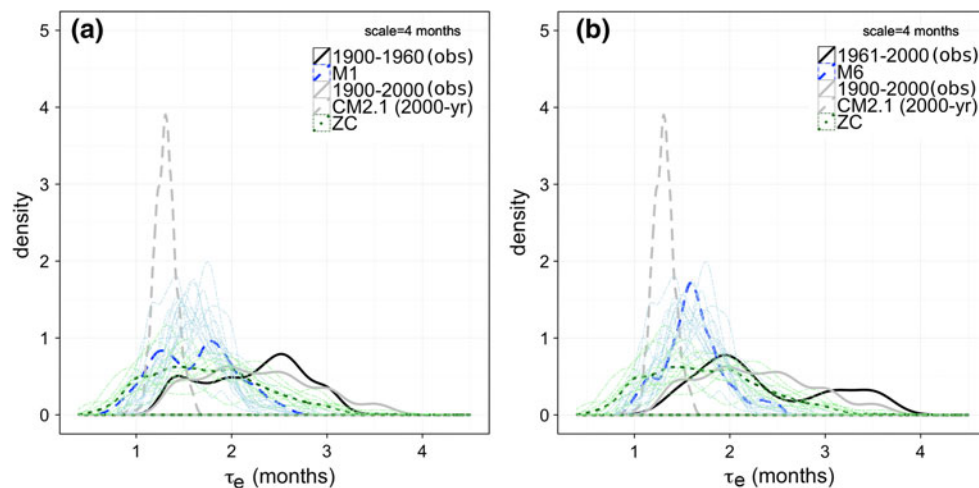 (a)
scale=4 months
1900-1960 (obs)
M1
1900-2000 (obs)
CM2.1 (2000-yr)
ZC
density
5
4
3
2
1
0
1 2 3 4
τe (months)
(b)
scale=4 months
1961-2000 (obs)
M6
1900-2000 (obs)
CM2.1 (2000-yr)
ZC
density
5
4
3
2
1
0
1 2 3 4
τe (months)